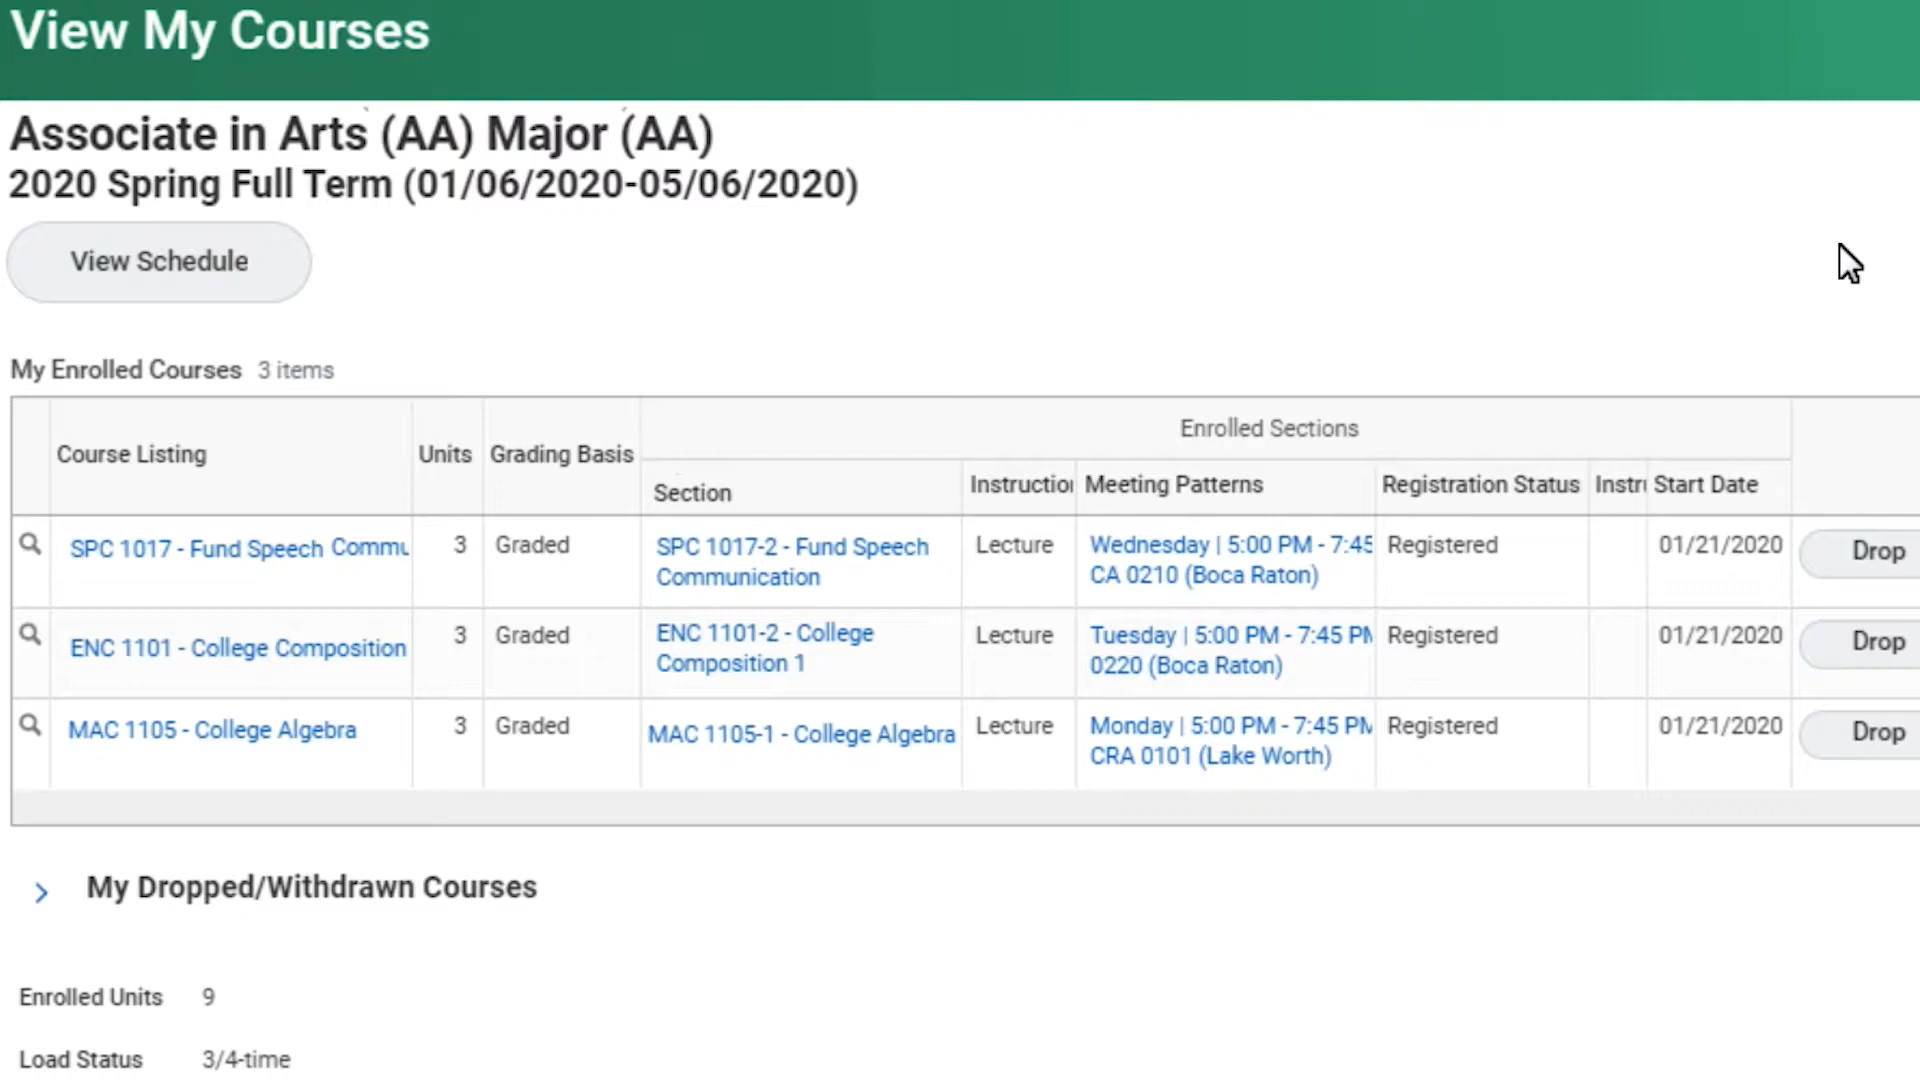 View My Courses
Associate in Arts (AA) Major (AA)
2020 Spring Full Term (01/06/2020-05/06/2020)
View Schedule
My Enrolled Courses 3 items
Enrolled Sections
Course Listing Units Grading Basis Section Instructio Meeting Patterns Registration Status Instr Start Date
SPC 1017 - Fund Speech Commu 3 Graded SPC 1017-2 - Fund Speech Lecture Wednesday | 5:00 PM - 7:45 Registered 01/21/2020 Drop
Communication CA 0210 (Boca Raton)
ENC 1101 - College Composition 3 Graded ENC 1101-2 - College Lecture Tuesday | 5:00 PM - 7:45 PM Registered 01/21/2020 Drop
Composition 1 0220 (Boca Raton)
MAC 1105 - College Algebra 3 Graded MAC 1105-1 - College Algebra Lecture Monday | 5:00 PM - 7:45 PM Registered 01/21/2020 Drop
CRA 0101 (Lake Worth)
My Dropped/Withdrawn Courses
Enrolled Units 9
Load Status 3/4-time